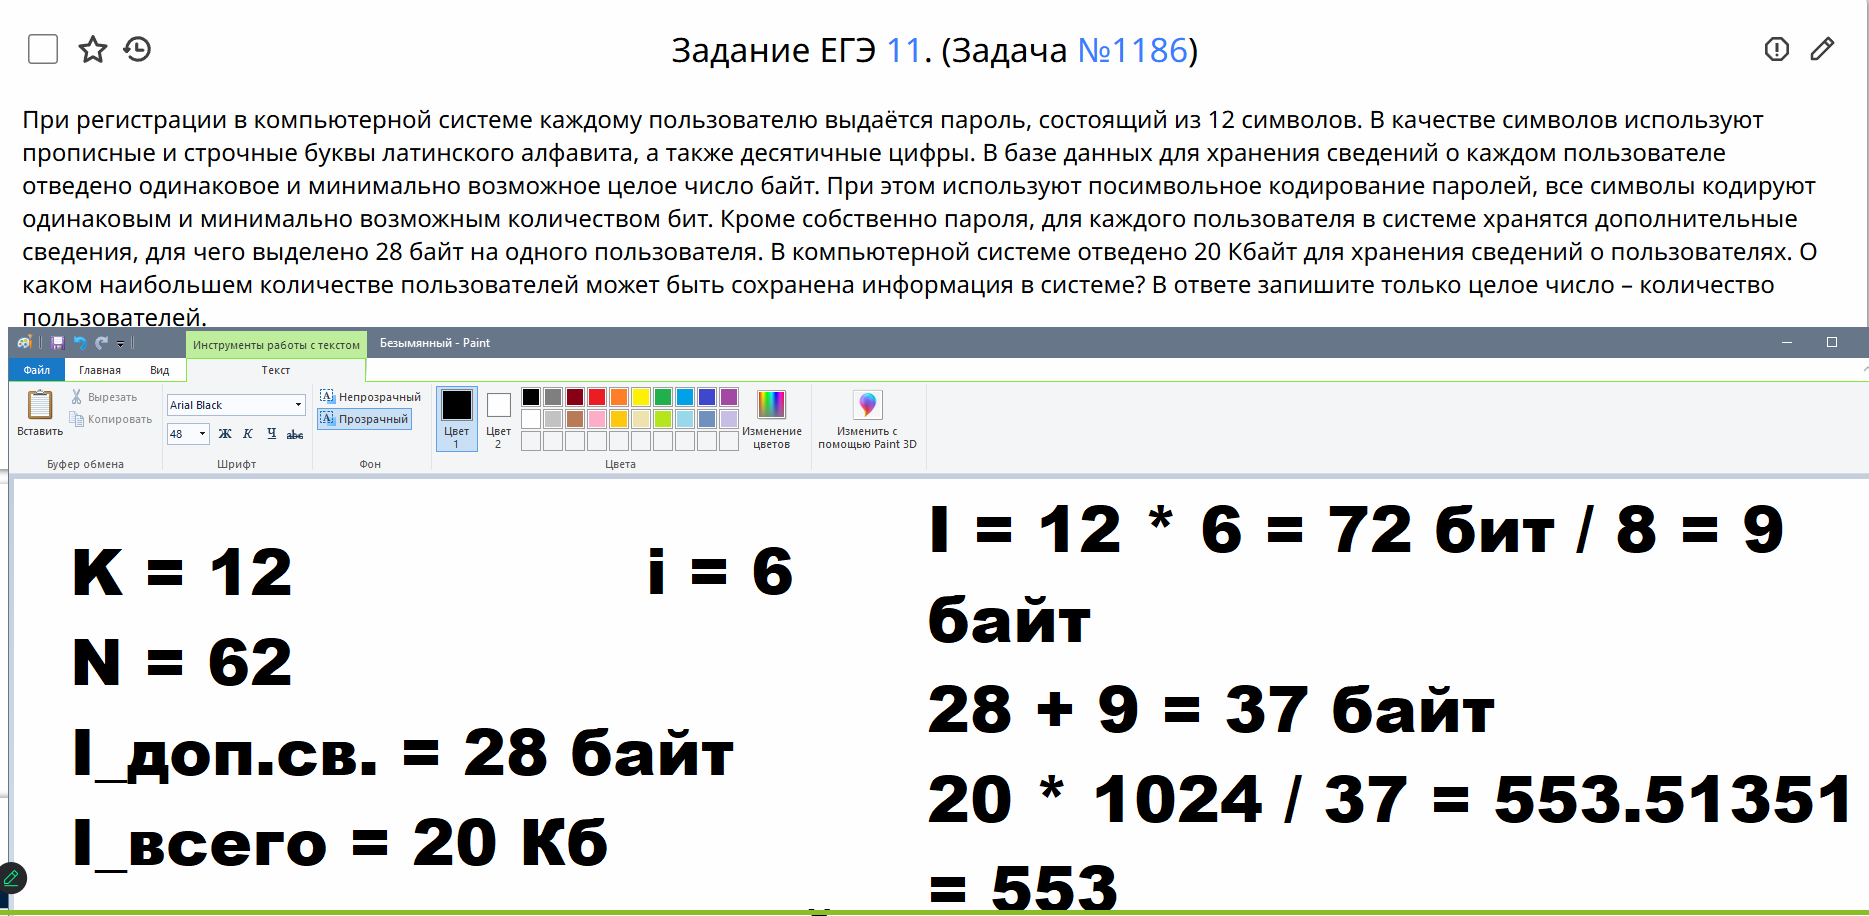 Задание ЕГЭ 11. (Задача №1186)
При регистрации в компьютерной системе каждому пользователю выдаётся пароль, состоящий из 12 символов. В качестве символов используют
прописные и строчные буквы латинского алфавита, а также десятичные цифры. В базе данных для хранения сведений о каждом пользователе
отведено одинаковое и минимально возможное целое число байт. При этом используют посимвольное кодирование паролей, все символы кодируют
одинаковым и минимально возможным количеством бит. Кроме собственно пароля, для каждого пользователя в системе хранятся дополнительные
сведения, для чего выделено 28 байт на одного пользователя. В компьютерной системе отведено 20 Кбайт для хранения сведений о пользователях. О
каком наибольшем количестве пользователей может быть сохранена информация в системе? В ответе запишите только целое число – количество
пользователей.
Инструменты работы с текстом
Безымянный - Paint
Файл Главная Вид Текст
Вставить
Вырезать
Копировать
Буфер обмена
Arial Black
48 Ж К Ч abc
Шрифт
Непрозрачный
Прозрачный
Фон
Цвет
1
Цвет
2
Изменение
цветов
Цвета
Изменить с
помощью Paint 3D
K = 12
N = 62
I_доп.св. = 28 байт
I_всего = 20 Кб
i = 6
I = 12 * 6 = 72 бит / 8 = 9
байт
28 + 9 = 37 байт
20 * 1024 / 37 = 553.51351
= 553